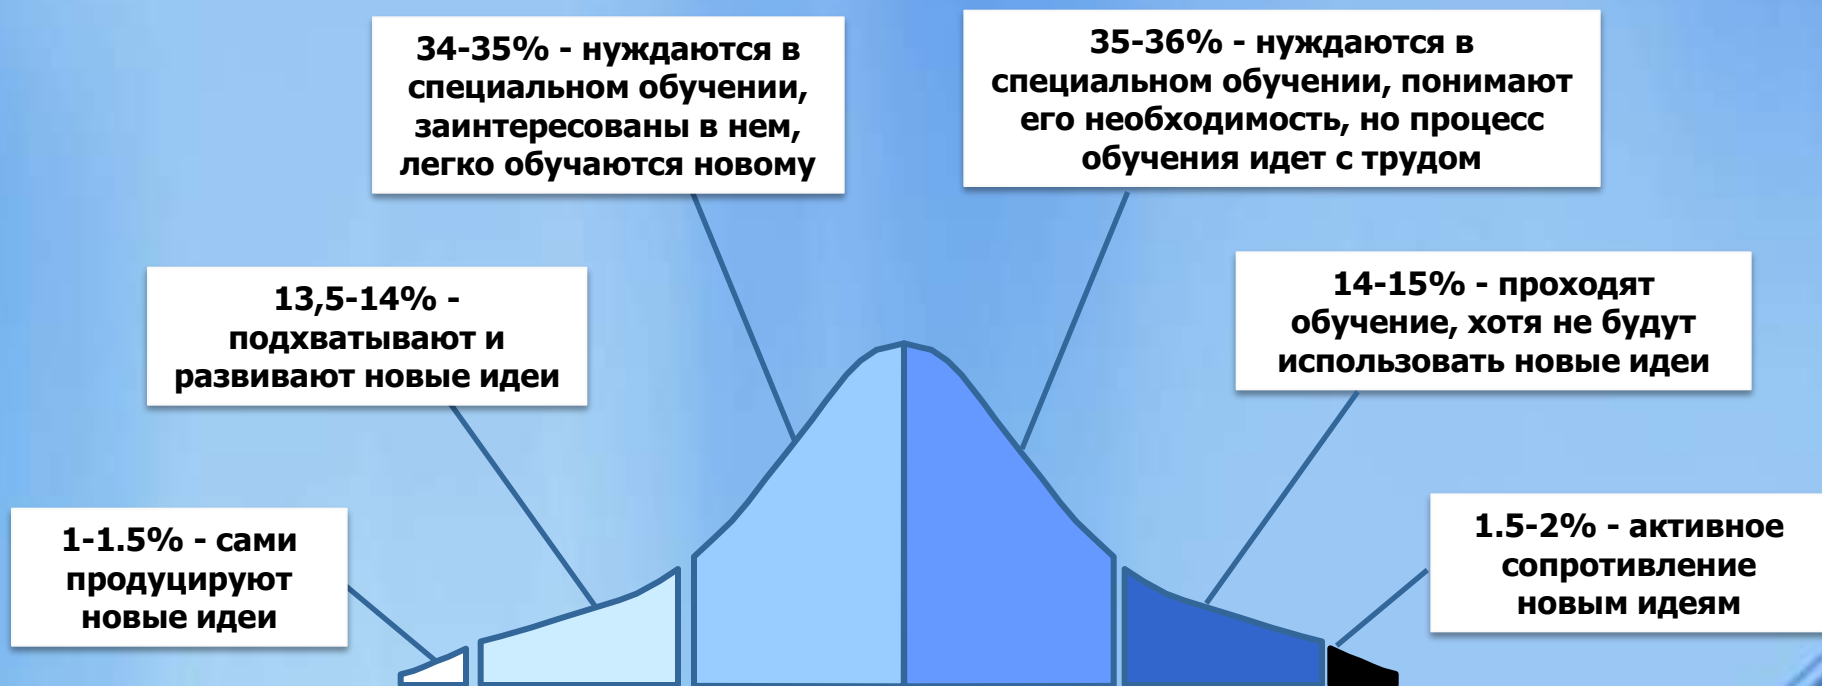 34-35% - нуждаются в
специальном обучении,
заинтересованы в нем,
легко обучаются новому
35-36% - нуждаются в
специальном обучении, понимают
его необходимость, но процесс
обучения идет с трудом
13,5-14% -
подхватывают и
развивают новые идеи
14-15% - проходят
обучение, хотя не будут
использовать новые идеи
1-1.5% - сами
продуцируют
новые идеи
1.5-2% - активное
сопротивление
новым идеям